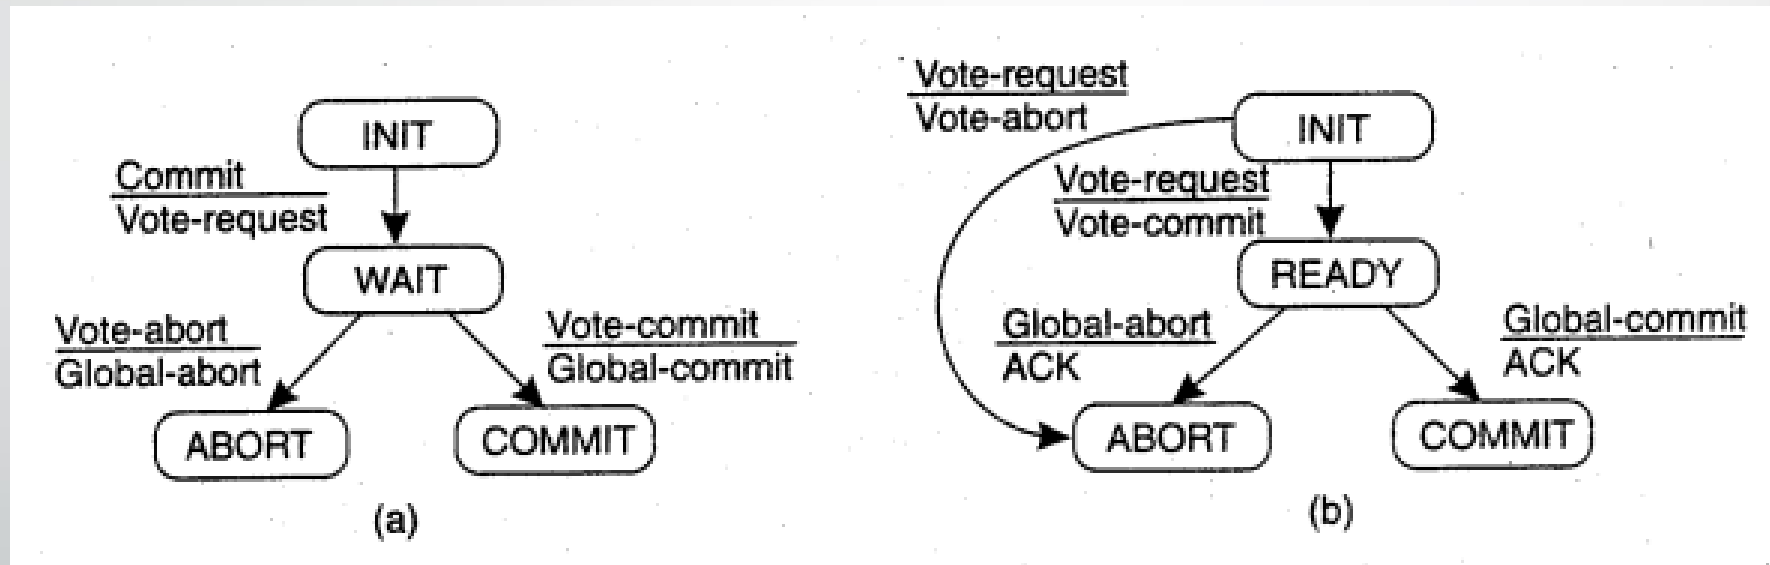 INIT
Commit
Vote-request
WAIT
Vote-abort
Global-abort
Vote-commit
Global-commit
ABORT
COMMIT
(a)
Vote-request
Vote-abort
INIT
Vote-request
Vote-commit
READY
Global-abort
ACK
Global-commit
ACK
ABORT
COMMIT
(b)